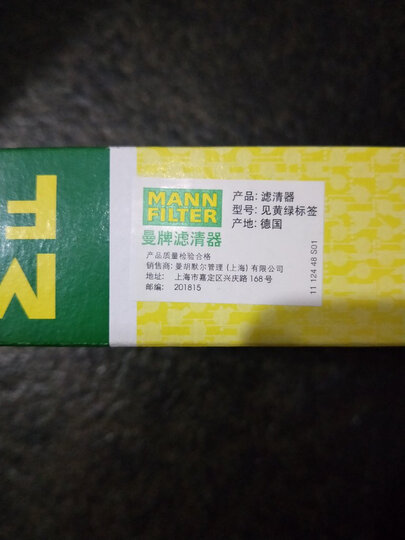 MANN
FILTER
曼牌滤清器
产品: 滤清器
型号: 见黄绿标签
产地: 德国
产品质量检验合格
销售商: 曼胡默尔管理 (上海) 有限公司
地址: 上海市嘉定区兴庆路168号
邮编: 201815
11 124 48 S01